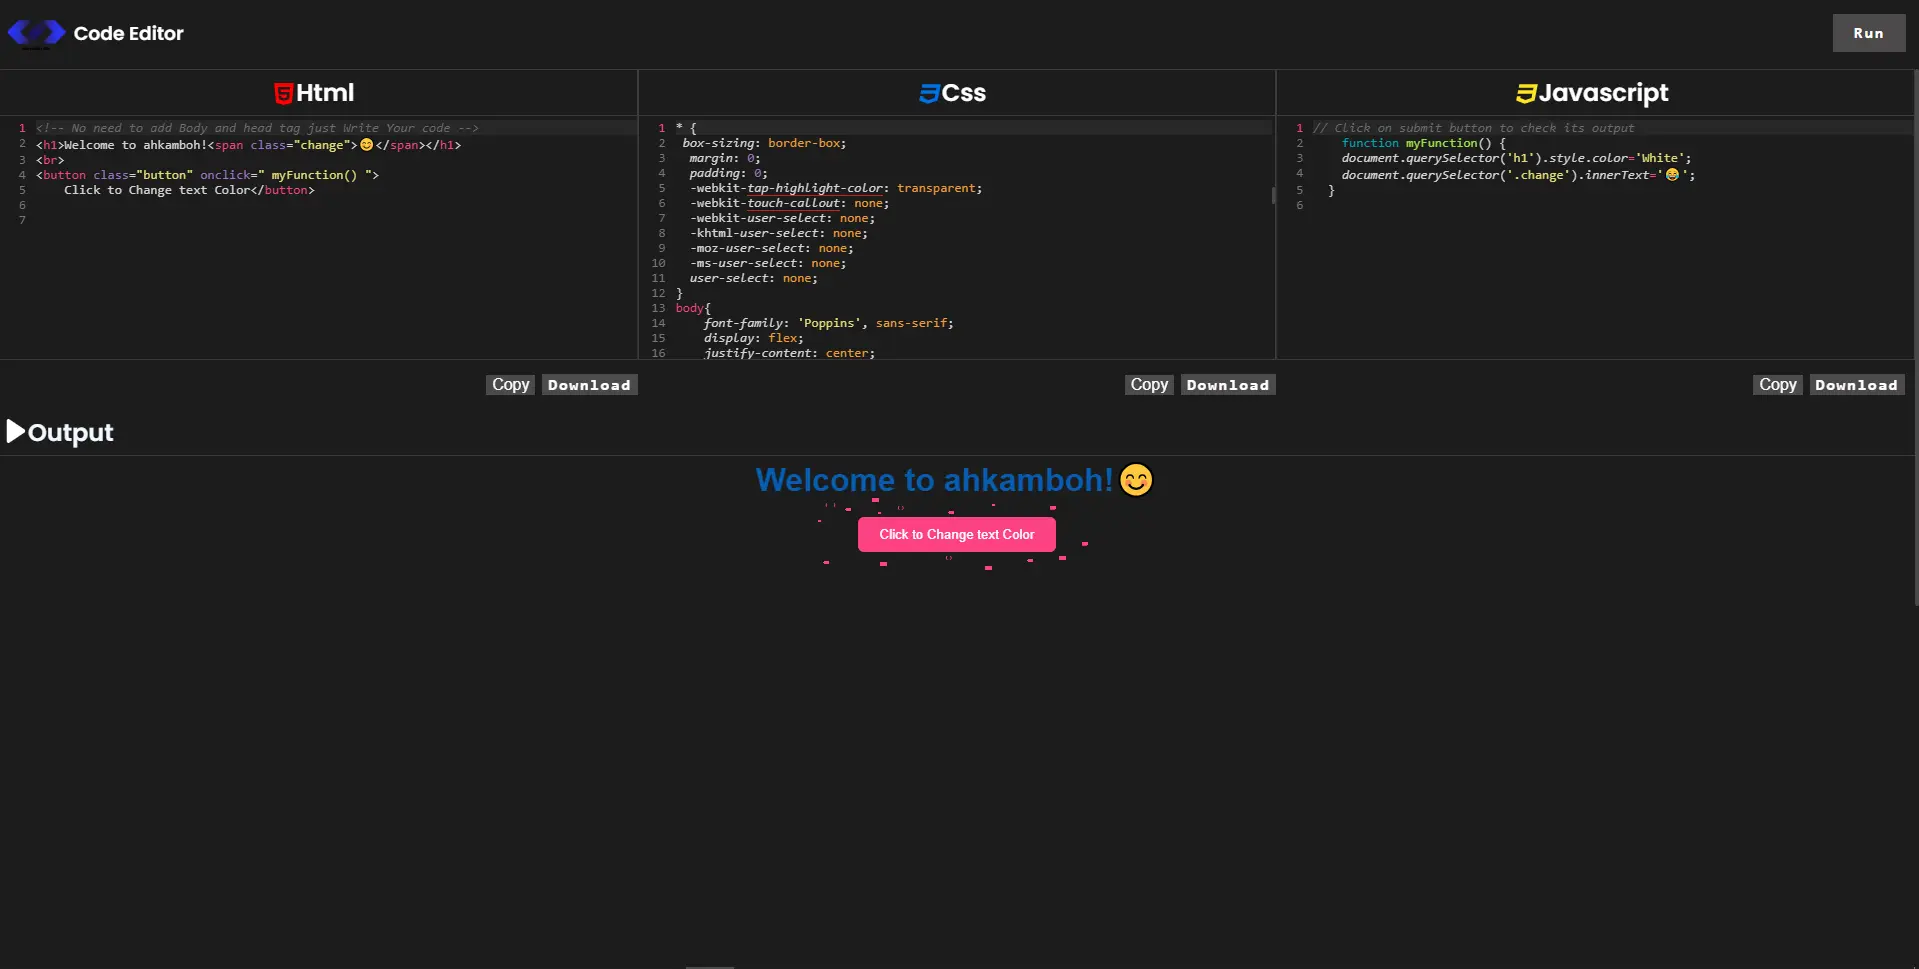 Code Editor
Run
Html
1 <!-- No need to add Body and head tag just Write Your code -->
2 <h1>Welcome to ahkamboh!<span class="change">😊</span></h1>
3 <br>
4 <button class="button" onclick=" myFunction() ">
5     Click to Change text Color</button>
6
7
Css
1 * {
2  box-sizing: border-box;
3   margin: 0;
4   padding: 0;
5   -webkit-tap-highlight-color: transparent;
6   -webkit-touch-callout: none;
7   -webkit-user-select: none;
8   -khtml-user-select: none;
9   -moz-user-select: none;
10   -ms-user-select: none;
11   user-select: none;
12 }
13 body{
14     font-family: 'Poppins', sans-serif;
15     display: flex;
16     justify-content: center;
Javascript
1 // Click on submit button to check its output
2     function myFunction() {
3     document.querySelector('h1').style.color='White';
4     document.querySelector('.change').innerText='😂';
5   }
6
Copy Download
Copy Download
Copy Download
Output
Welcome to ahkamboh!😊
Click to Change text Color